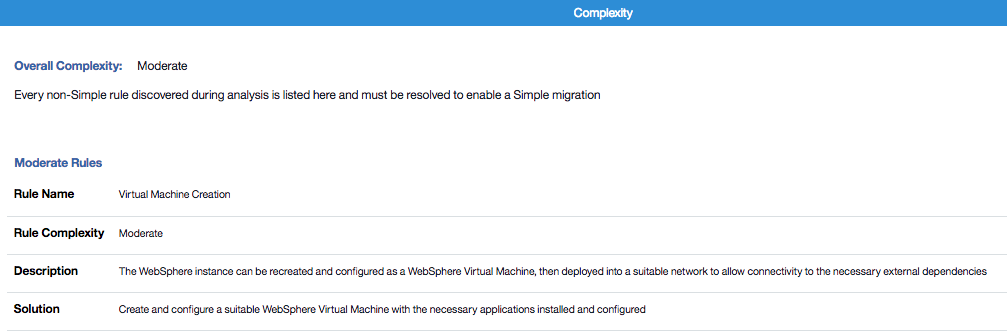 Complexity
Overall Complexity: Moderate
Every non-Simple rule discovered during analysis is listed here and must be resolved to enable a Simple migration
Moderate Rules
Rule Name Virtual Machine Creation
Rule Complexity Moderate
Description The WebSphere instance can be recreated and configured as a WebSphere Virtual Machine, then deployed into a suitable network to allow connectivity to the necessary external dependencies
Solution Create and configure a suitable WebSphere Virtual Machine with the necessary applications installed and configured